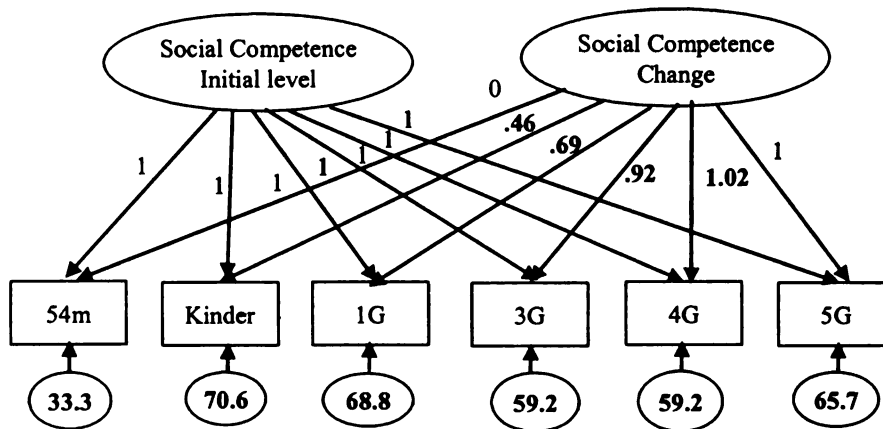 Social Competence
Initial level
Social Competence
Change
0
1
.46
1
.69
1
1
1
1
1
.92
1.02
1
54m
Kinder
1G
3G
4G
5G
33.3
70.6
68.8
59.2
59.2
65.7